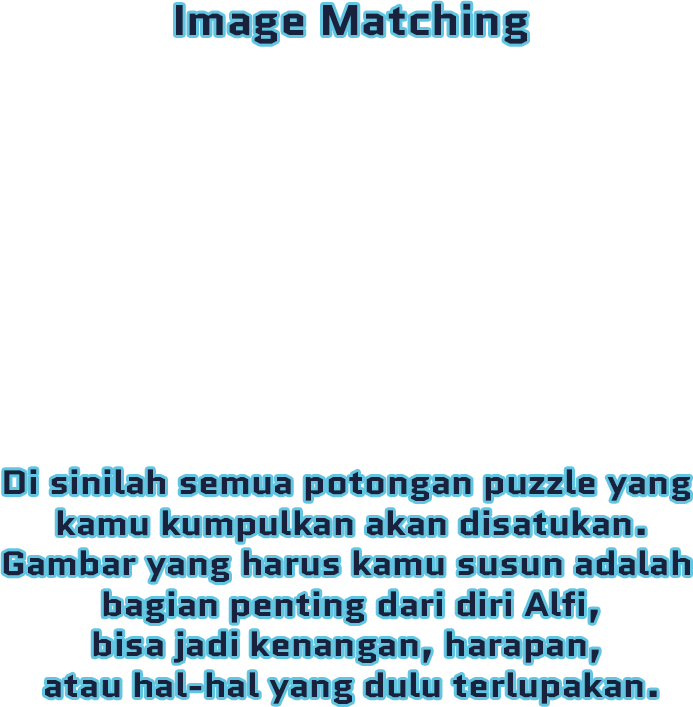 Image Matching
Di sinilah semua potongan puzzle yang
kamu kumpulkan akan disatukan.
Gambar yang harus kamu susun adalah
bagian penting dari diri Alfi,
bisa jadi kenangan, harapan,
atau hal-hal yang dulu terlupakan.